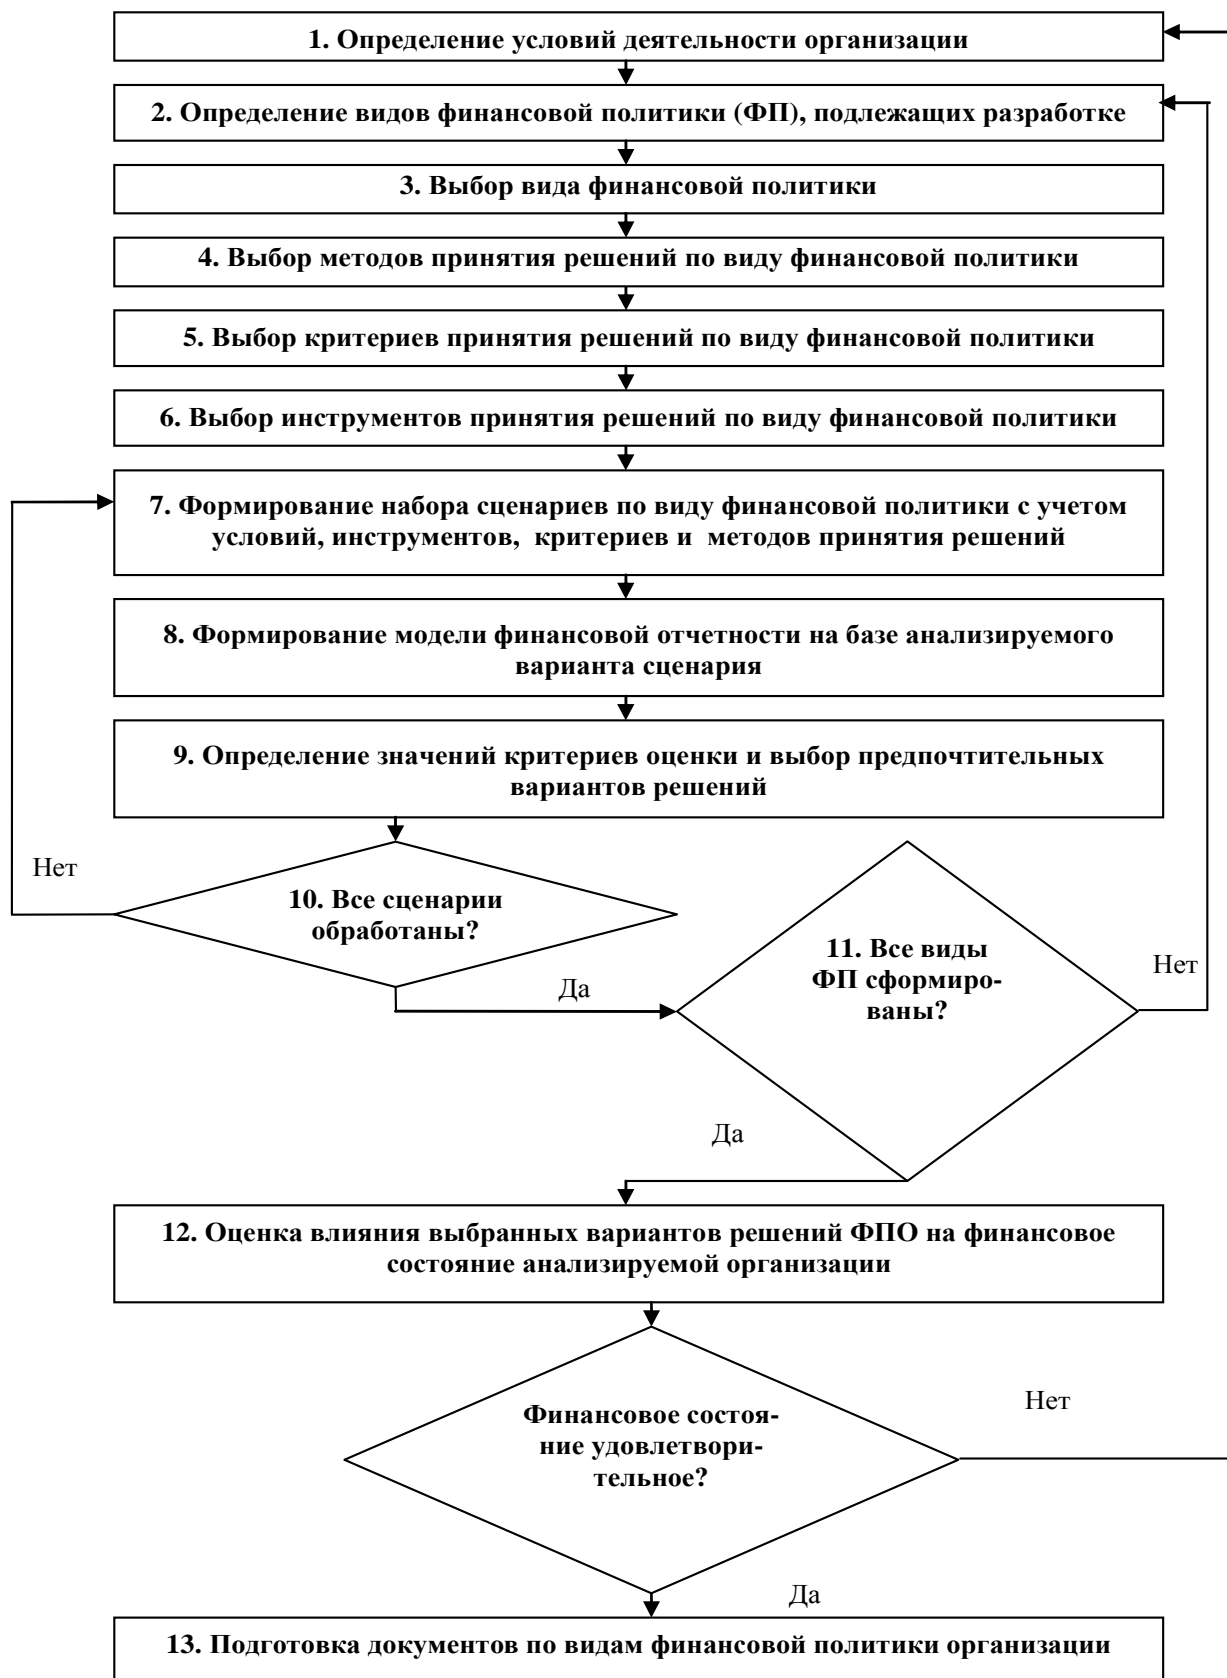 1. Определение условий деятельности организации
2. Определение видов финансовой политики (ФП), подлежащих разработке
3. Выбор вида финансовой политики
4. Выбор методов принятия решений по виду финансовой политики
5. Выбор критериев принятия решений по виду финансовой политики
6. Выбор инструментов принятия решений по виду финансовой политики
7. Формирование набора сценариев по виду финансовой политики с учетом
условий, инструментов, критериев и методов принятия решений
8. Формирование модели финансовой отчетности на базе анализируемого
варианта сценария
9. Определение значений критериев оценки и выбор предпочтительных
вариантов решений
Нет
10. Все сценарии
обработаны?
Да
11. Все виды
ФП сформиро-
ваны?
Нет
Да
12. Оценка влияния выбранных вариантов решений ФПО на финансовое
состояние анализируемой организации
Финансовое состоя-
ние удовлетвори-
тельное?
Нет
Да
13. Подготовка документов по видам финансовой политики организации